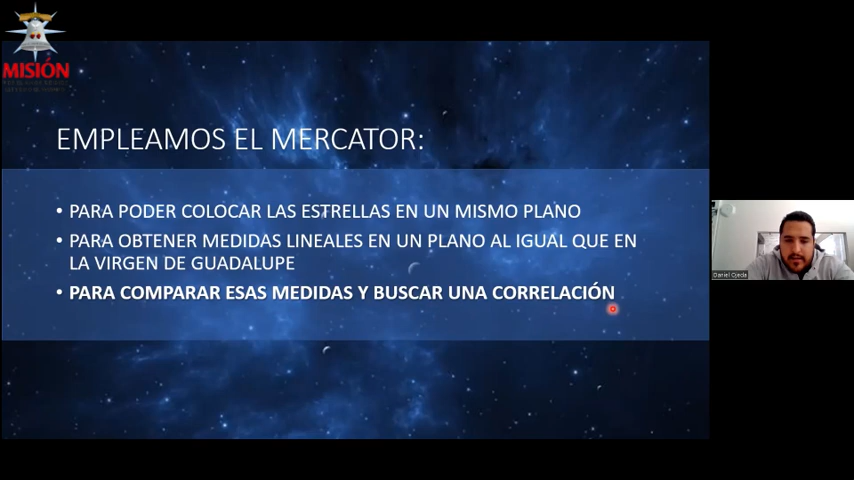 MISIÓN
EMPLEAMOS EL MERCATOR:
• PARA PODER COLOCAR LAS ESTRELLAS EN UN MISMO PLANO
• PARA OBTENER MEDIDAS LINEALES EN UN PLANO AL IGUAL QUE EN
LA VIRGEN DE GUADALUPE
• PARA COMPARAR ESAS MEDIDAS Y BUSCAR UNA CORRELACIÓN
Daniel Ojeda